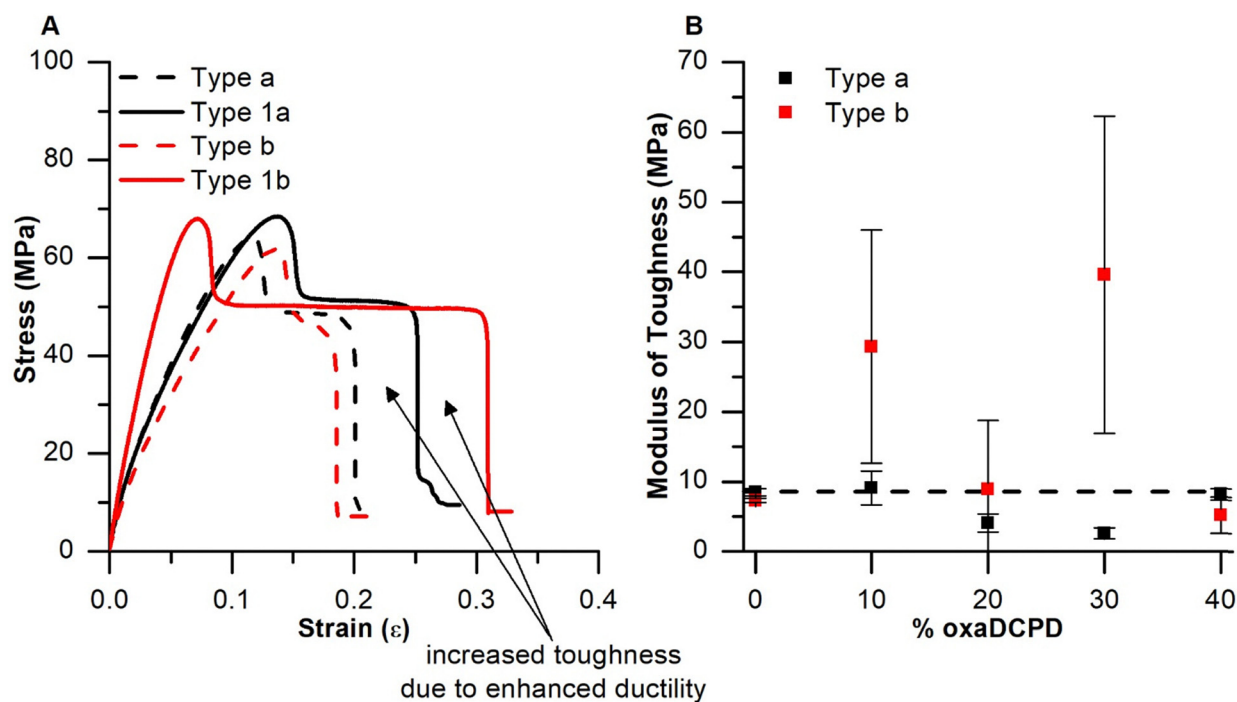 A
B
100
80
60
40
20
0
Stress (MPa)
Type a
Type 1a
Type b
Type 1b
0.0 0.1 0.2 0.3 0.4
Strain (ε)
increased toughness
due to enhanced ductility
70
60
50
40
30
20
10
0
Modulus of Toughness (MPa)
Type a
Type b
0 10 20 30 40
% oxaDCPD